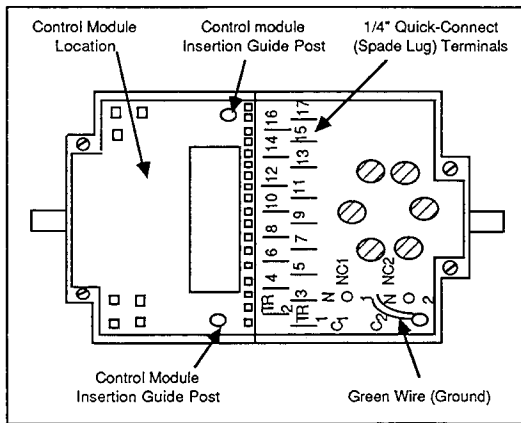 Control Module
Location
Control module
Insertion Guide Post
1/4" Quick-Connect
(Spade Lug) Terminals
16
17
14
15
12
13
10
11
8
9
6
7
4
5
TR
2
TR
1
3
N
O
NC1
C1
1
N
O
2
NC2
C2
Control Module
Insertion Guide Post
Green Wire (Ground)